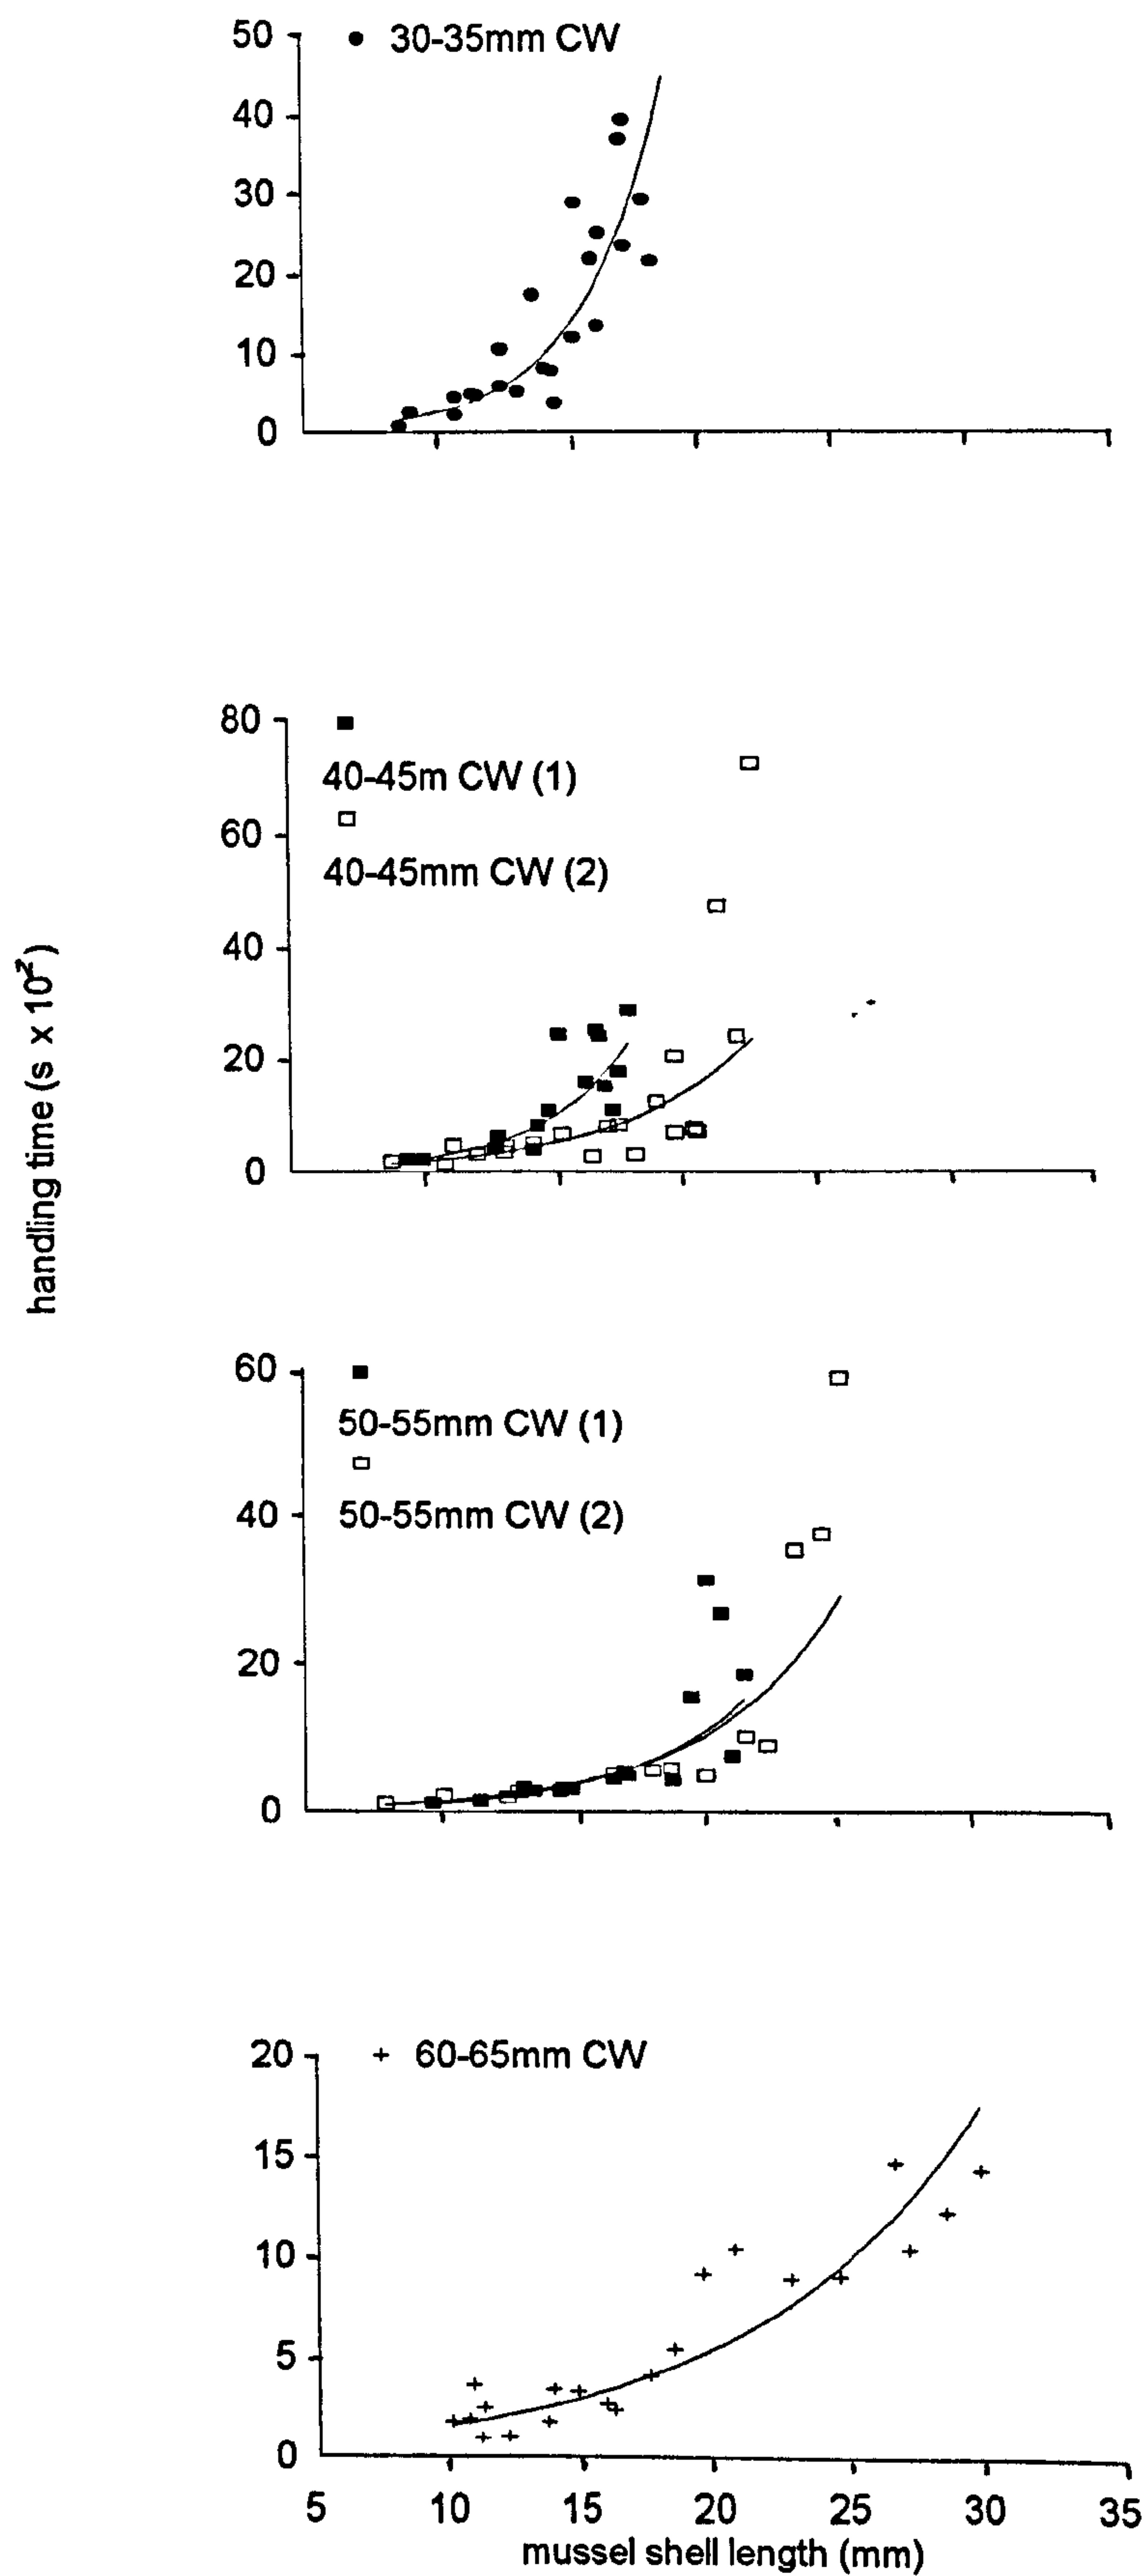 50
30-35mm CW
40
30
20
10
0
80
40-45m CW (1)
60
40-45mm CW (2)
40
20
0
handling time (s x 10²)
60
50-55mm CW (1)
40
50-55mm CW (2)
20
0
20
60-65mm CW
15
10
5
0
5 10 15 20 25 30 35
mussel shell length (mm)